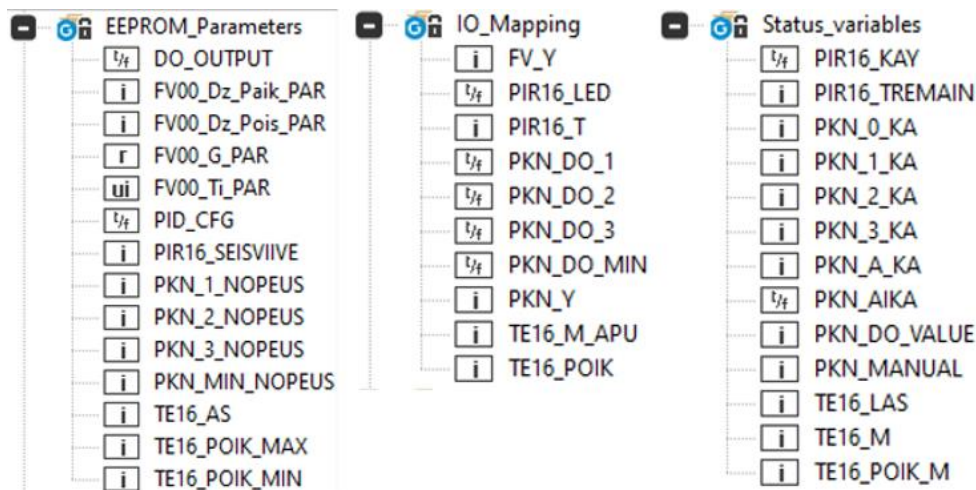 EEPROM_Parameters
t/f DO_OUTPUT
i FV00_Dz_Paik_PAR
i FV00_Dz_Pois_PAR
r FV00_G_PAR
ui FV00_Ti_PAR
t/f PID_CFG
i PIR16_SEISVIIVE
i PKN_1_NOPEUS
i PKN_2_NOPEUS
i PKN_3_NOPEUS
i PKN_MIN_NOPEUS
i TE16_AS
i TE16_POIK_MAX
i TE16_POIK_MIN
IO_Mapping
i FV_Y
t/f PIR16_LED
i PIR16_T
t/f PKN_DO_1
t/f PKN_DO_2
t/f PKN_DO_3
t/f PKN_DO_MIN
i PKN_Y
i TE16_M_APU
i TE16_POIK
Status_variables
t/f PIR16_KAY
i PIR16_TREMAIN
i PKN_0_KA
i PKN_1_KA
i PKN_2_KA
i PKN_3_KA
i PKN_A_KA
t/f PKN_AIKA
i PKN_DO_VALUE
i PKN_MANUAL
i TE16_LAS
i TE16_M
i TE16_POIK_M